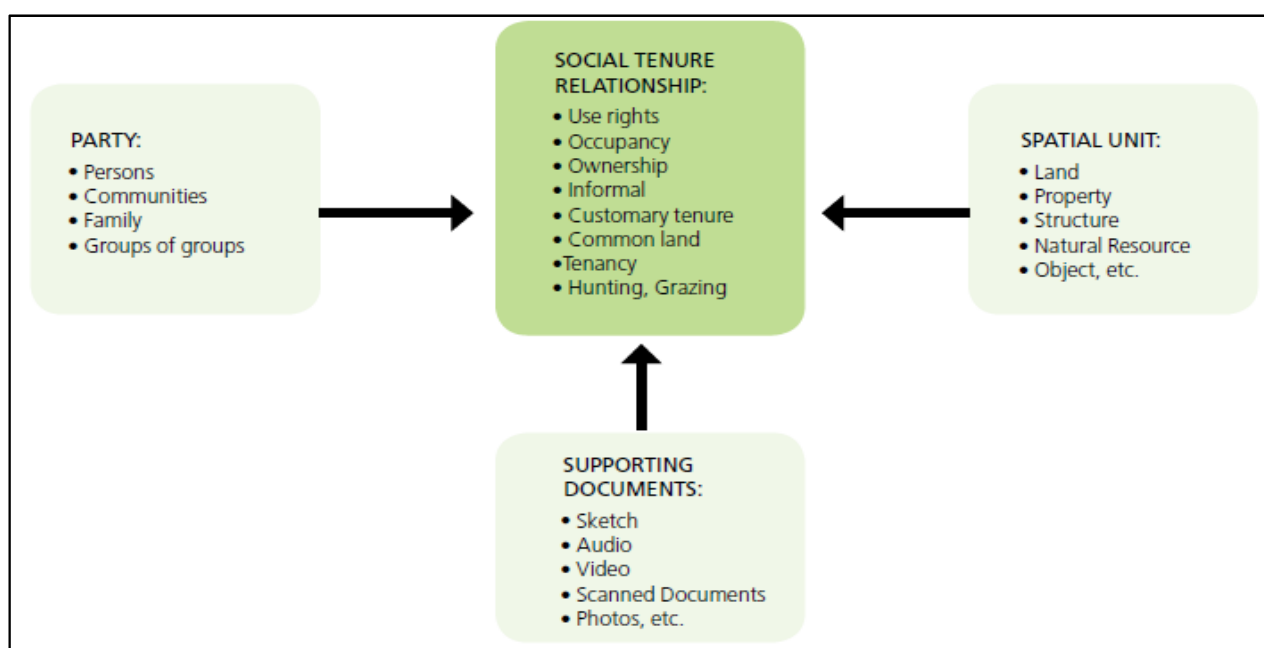 PARTY:
• Persons
• Communities
• Family
• Groups of groups
SOCIAL TENURE
RELATIONSHIP:
• Use rights
• Occupancy
• Ownership
• Informal
• Customary tenure
• Common land
•Tenancy
• Hunting, Grazing
SPATIAL UNIT:
• Land
• Property
• Structure
• Natural Resource
• Object, etc.
SUPPORTING
DOCUMENTS:
• Sketch
• Audio
• Video
• Scanned Documents
• Photos, etc.